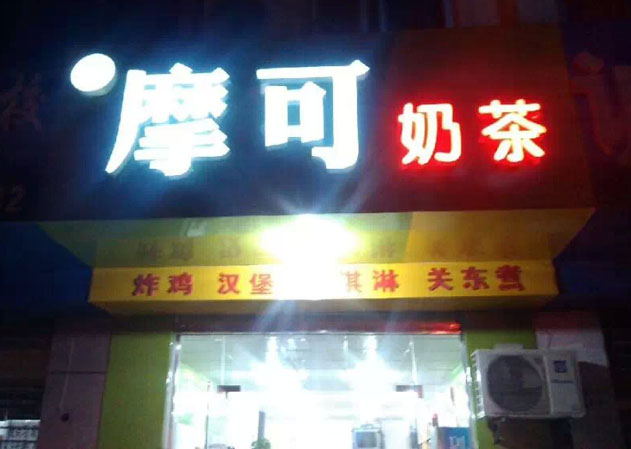 摩可 奶茶
炸鸡 汉堡 淇淋 关东煮